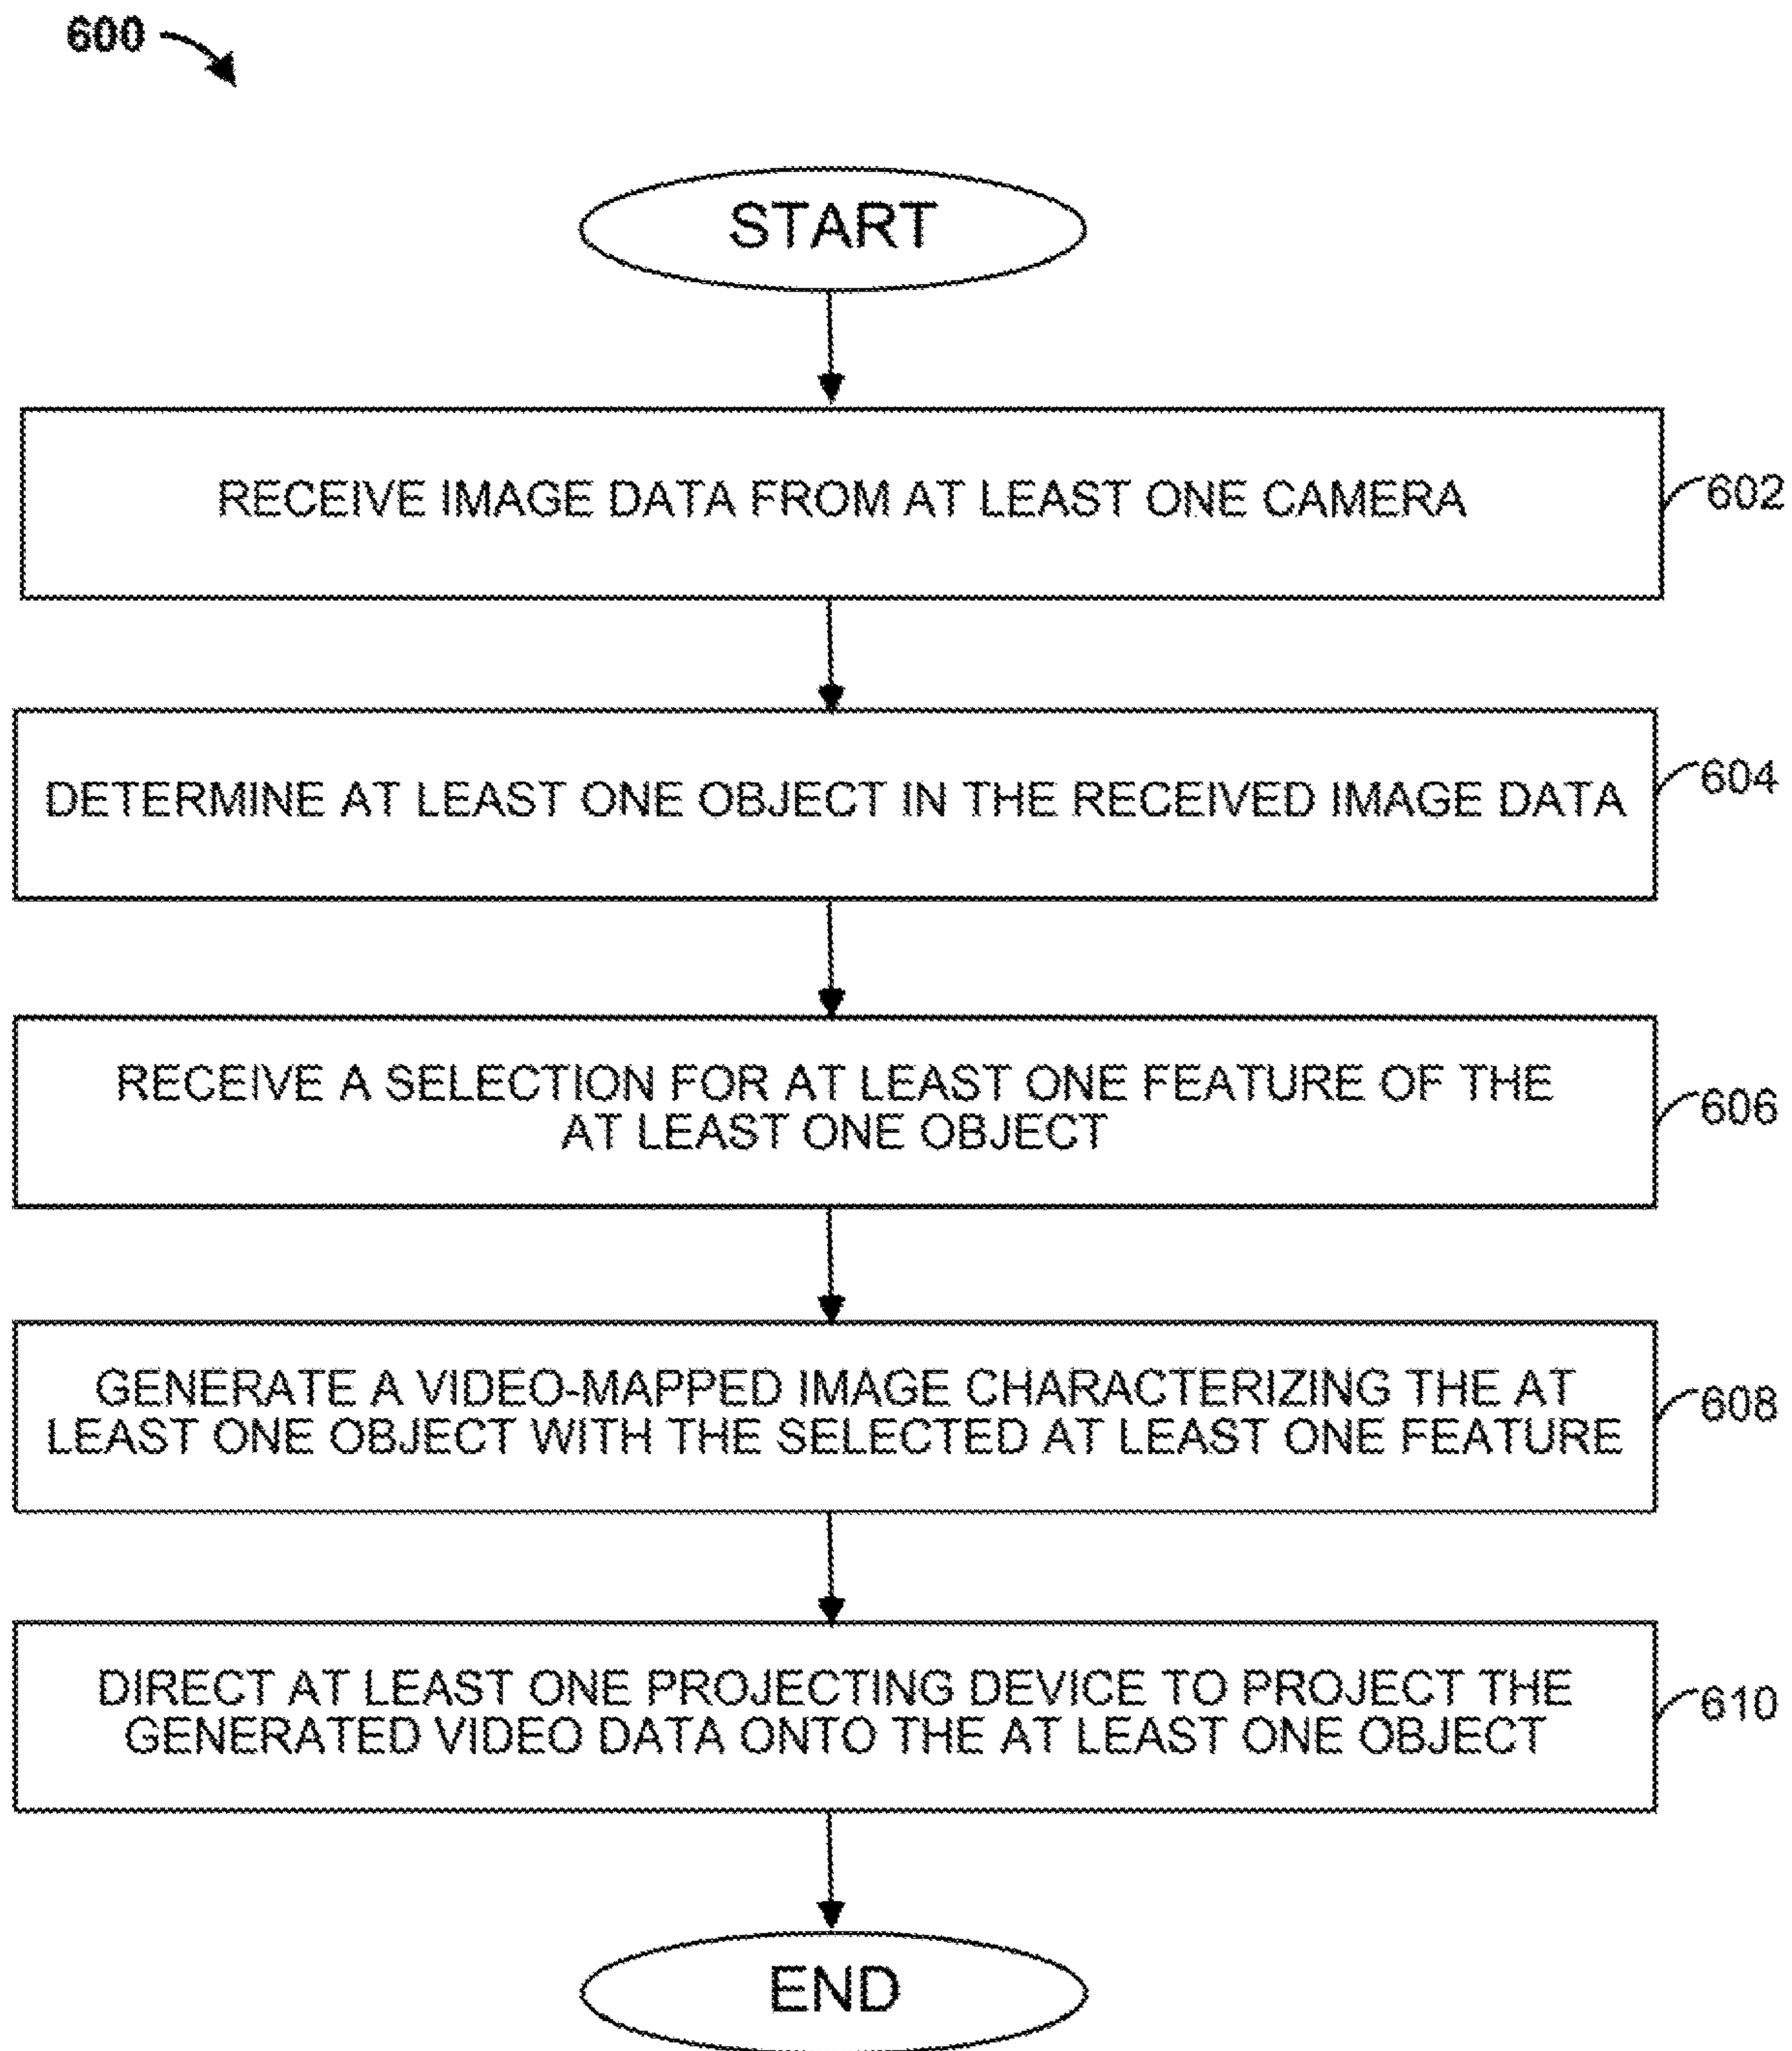 600
START
RECEIVE IMAGE DATA FROM AT LEAST ONE CAMERA
602
DETERMINE AT LEAST ONE OBJECT IN THE RECEIVED IMAGE DATA
604
RECEIVE A SELECTION FOR AT LEAST ONE FEATURE OF THE
AT LEAST ONE OBJECT
606
GENERATE A VIDEO-MAPPED IMAGE CHARACTERIZING THE AT
LEAST ONE OBJECT WITH THE SELECTED AT LEAST ONE FEATURE
608
DIRECT AT LEAST ONE PROJECTING DEVICE TO PROJECT THE
GENERATED VIDEO DATA ONTO THE AT LEAST ONE OBJECT
610
END